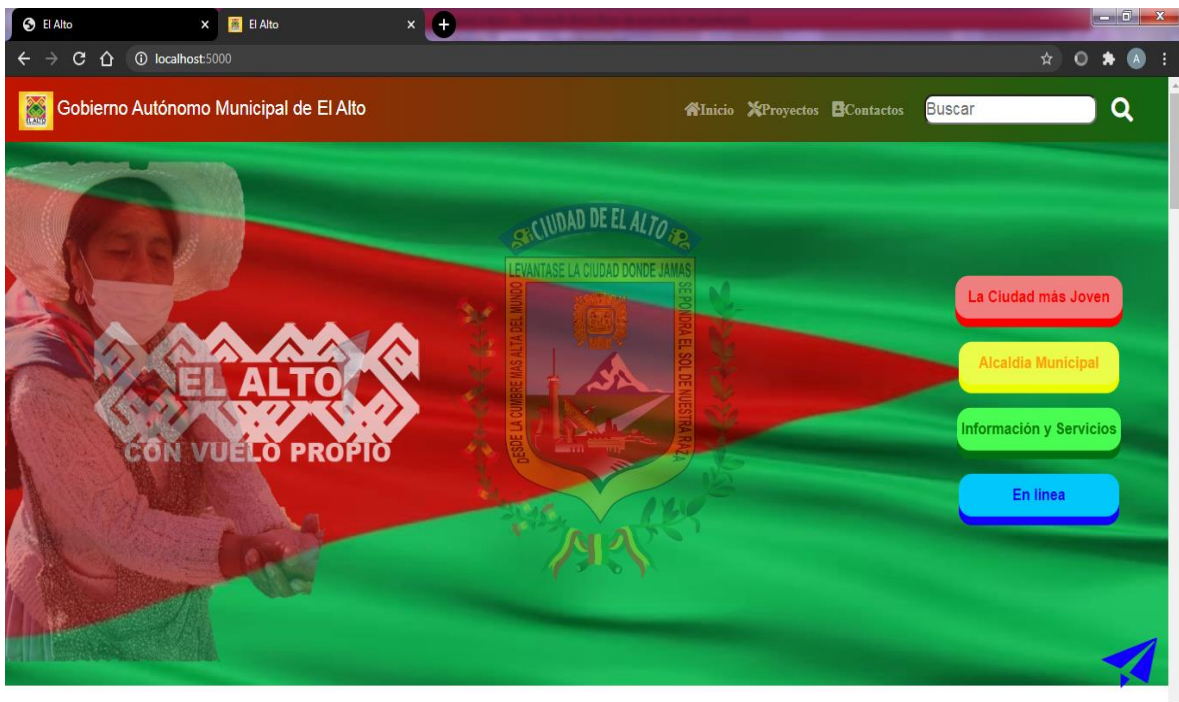 El Alto
El Alto
localhost:5000
A
Gobierno Autónomo Municipal de El Alto
Inicio Proyectos Contactos Buscar
CIUDAD DE EL ALTO
LEVANTASE LA CIUDAD DONDE JAMAS
SE PONDRA EL SOL DE NUESTRA RAZA
DESDE LA CUMBRE MAS ALTA DEL MUNDO
EL ALTO
CON VUELO PROPIO
La Ciudad más Joven
Alcaldia Municipal
Información y Servicios
En linea